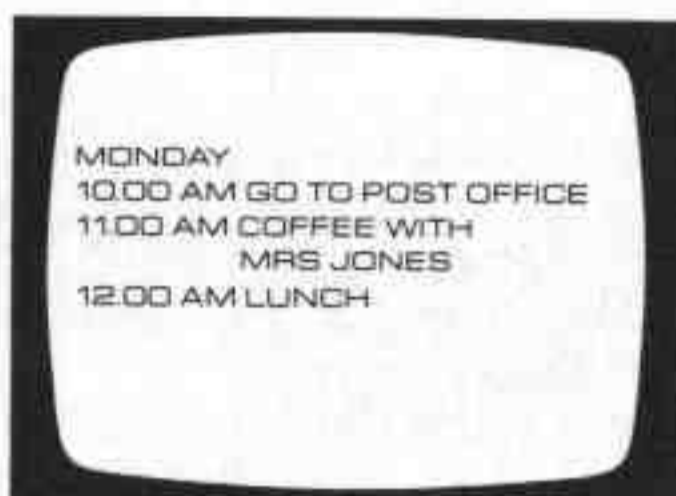 MONDAY
10.00 AM GO TO POST OFFICE
11.00 AM COFFEE WITH
MRS JONES
12.00 AM LUNCH